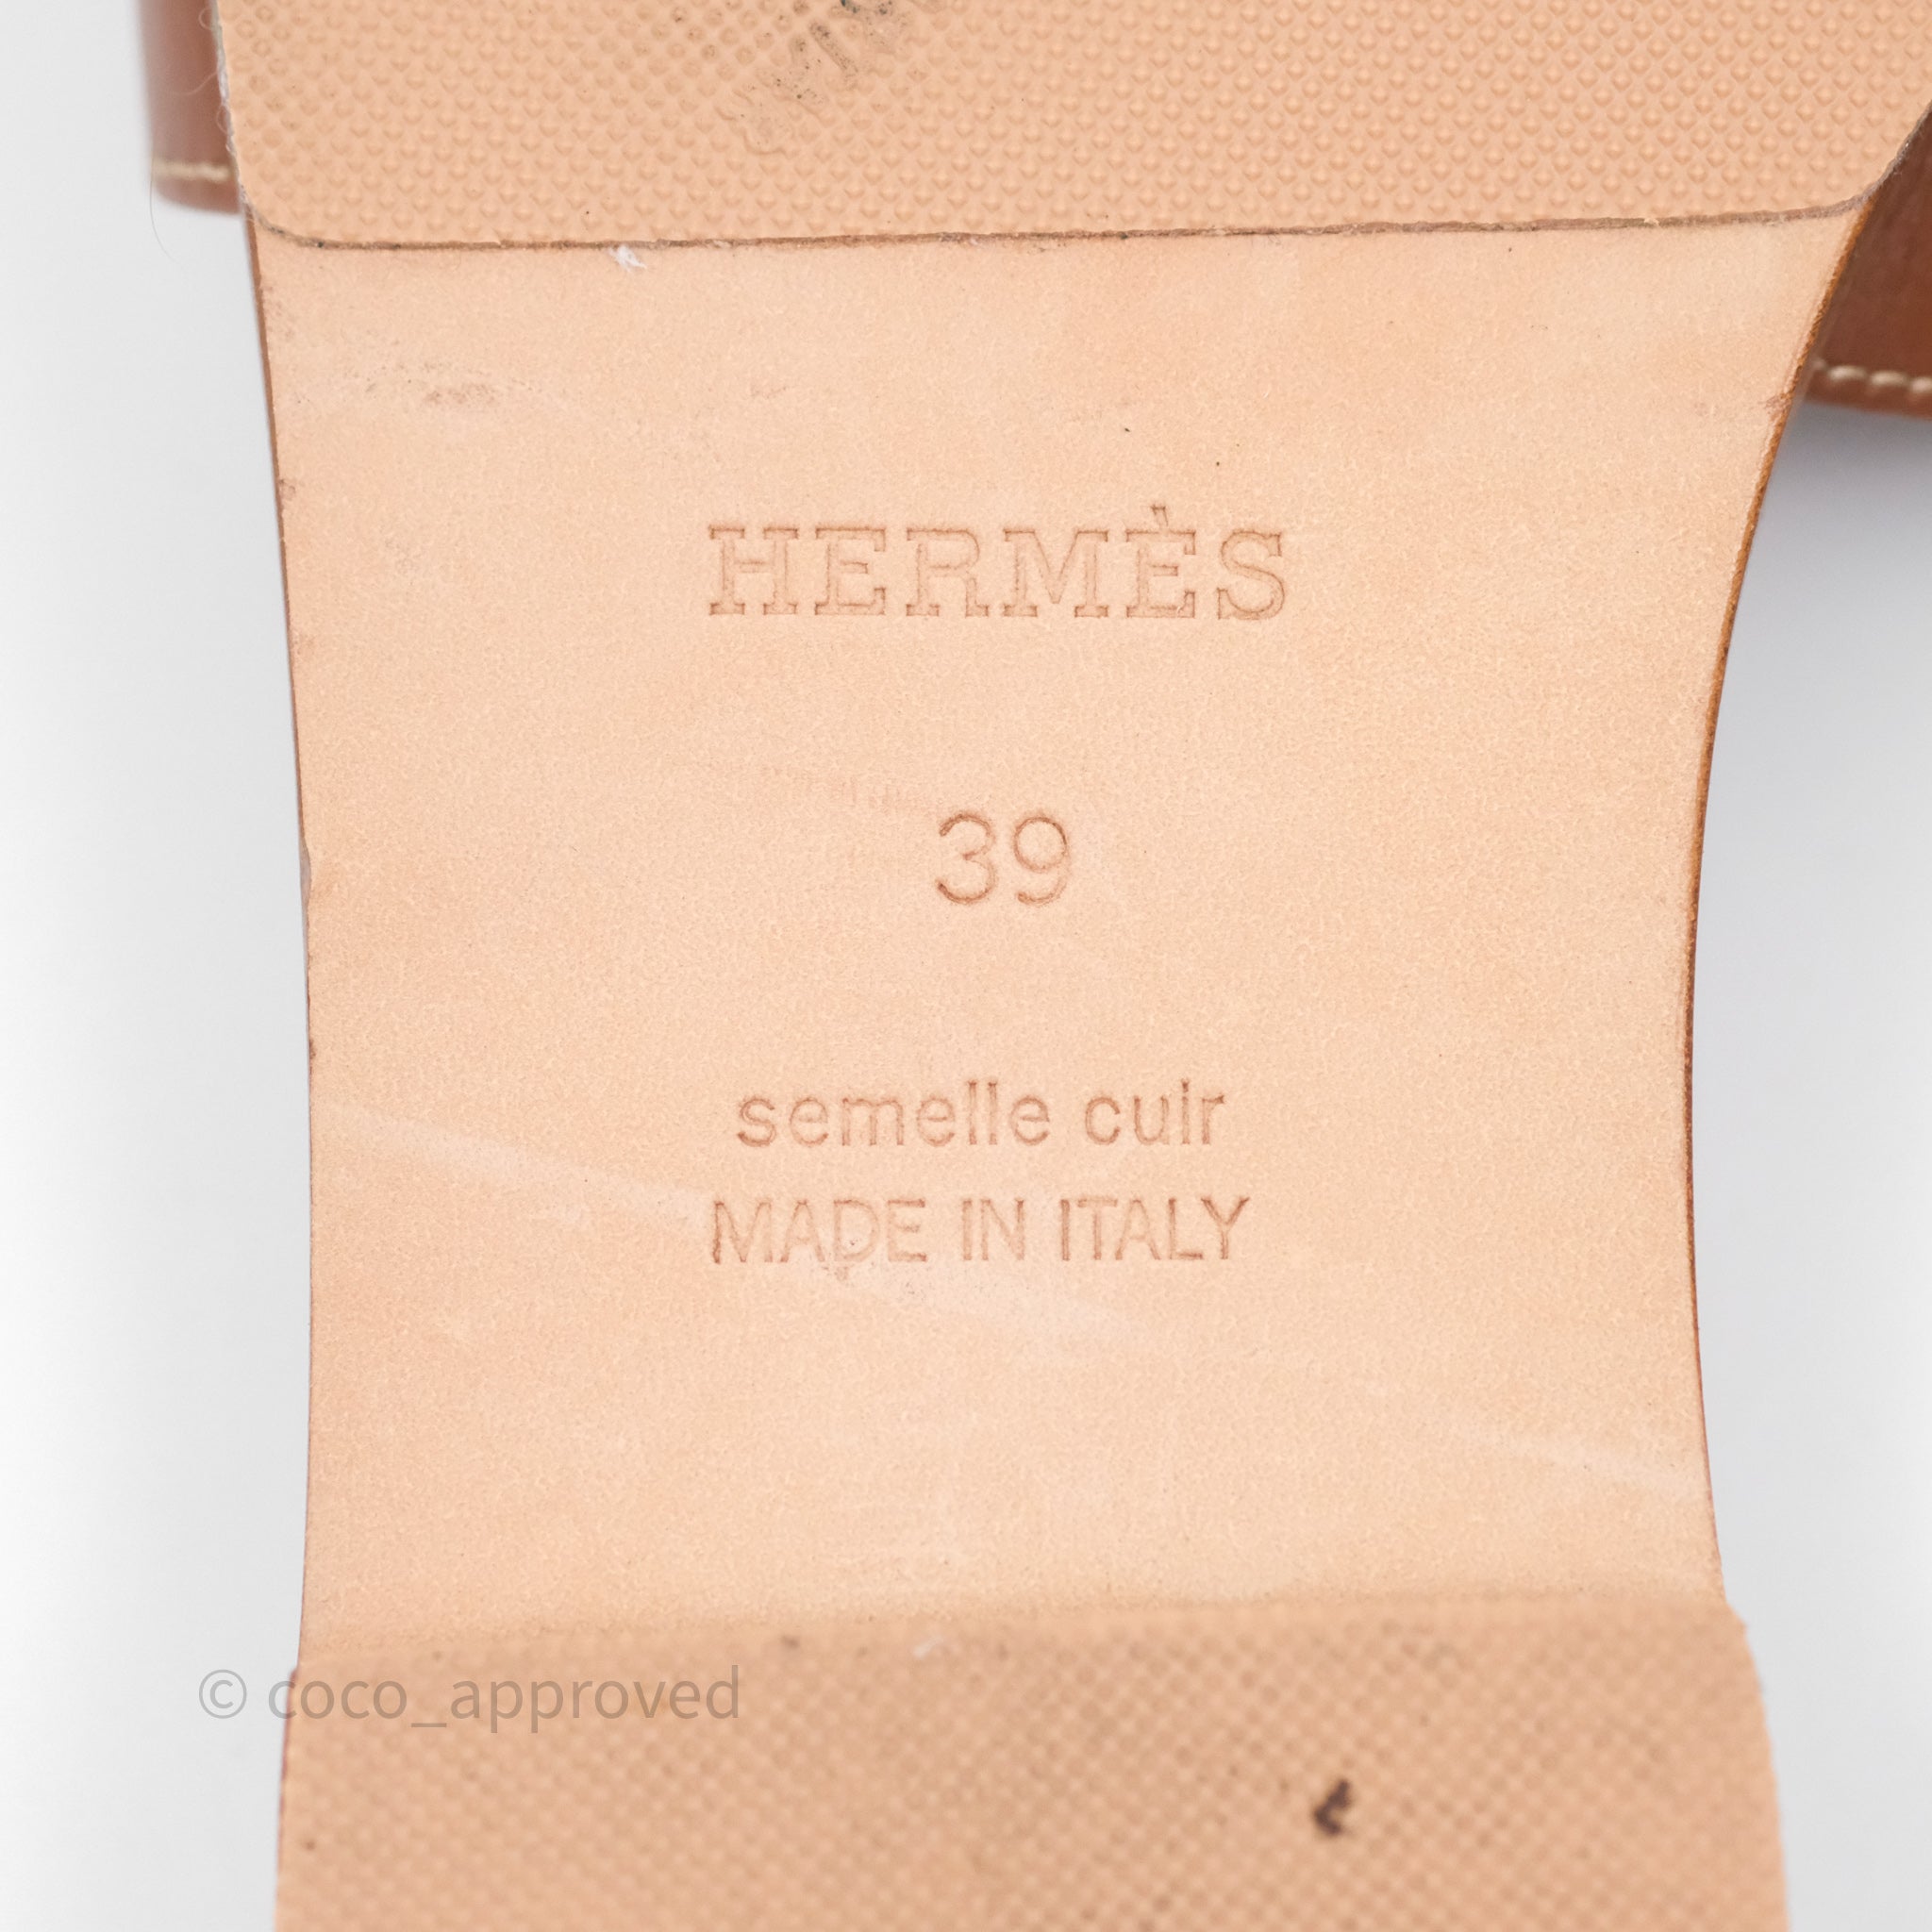 HERMÈS
39
semelle cuir
MADE IN ITALY
© coco_approved